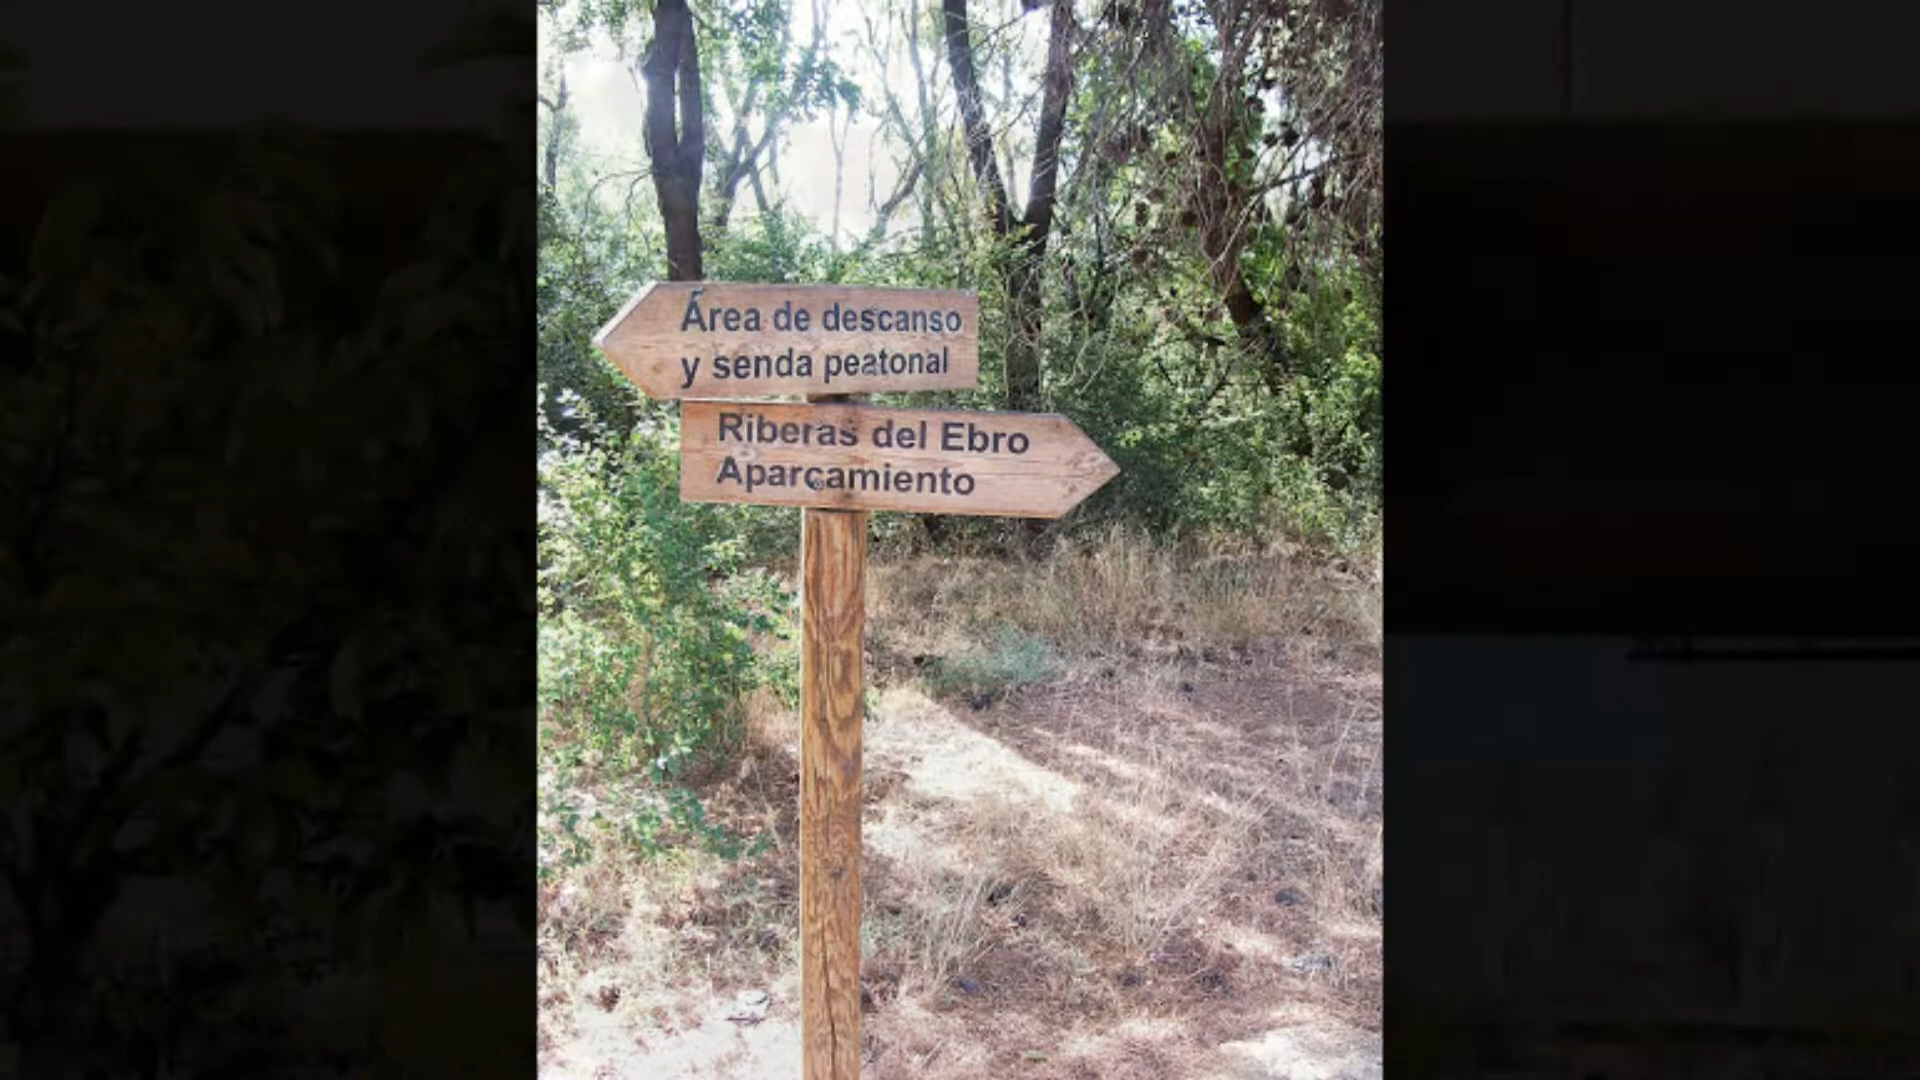 Área de descanso
y senda peatonal
Riberas del Ebro
Aparcamiento